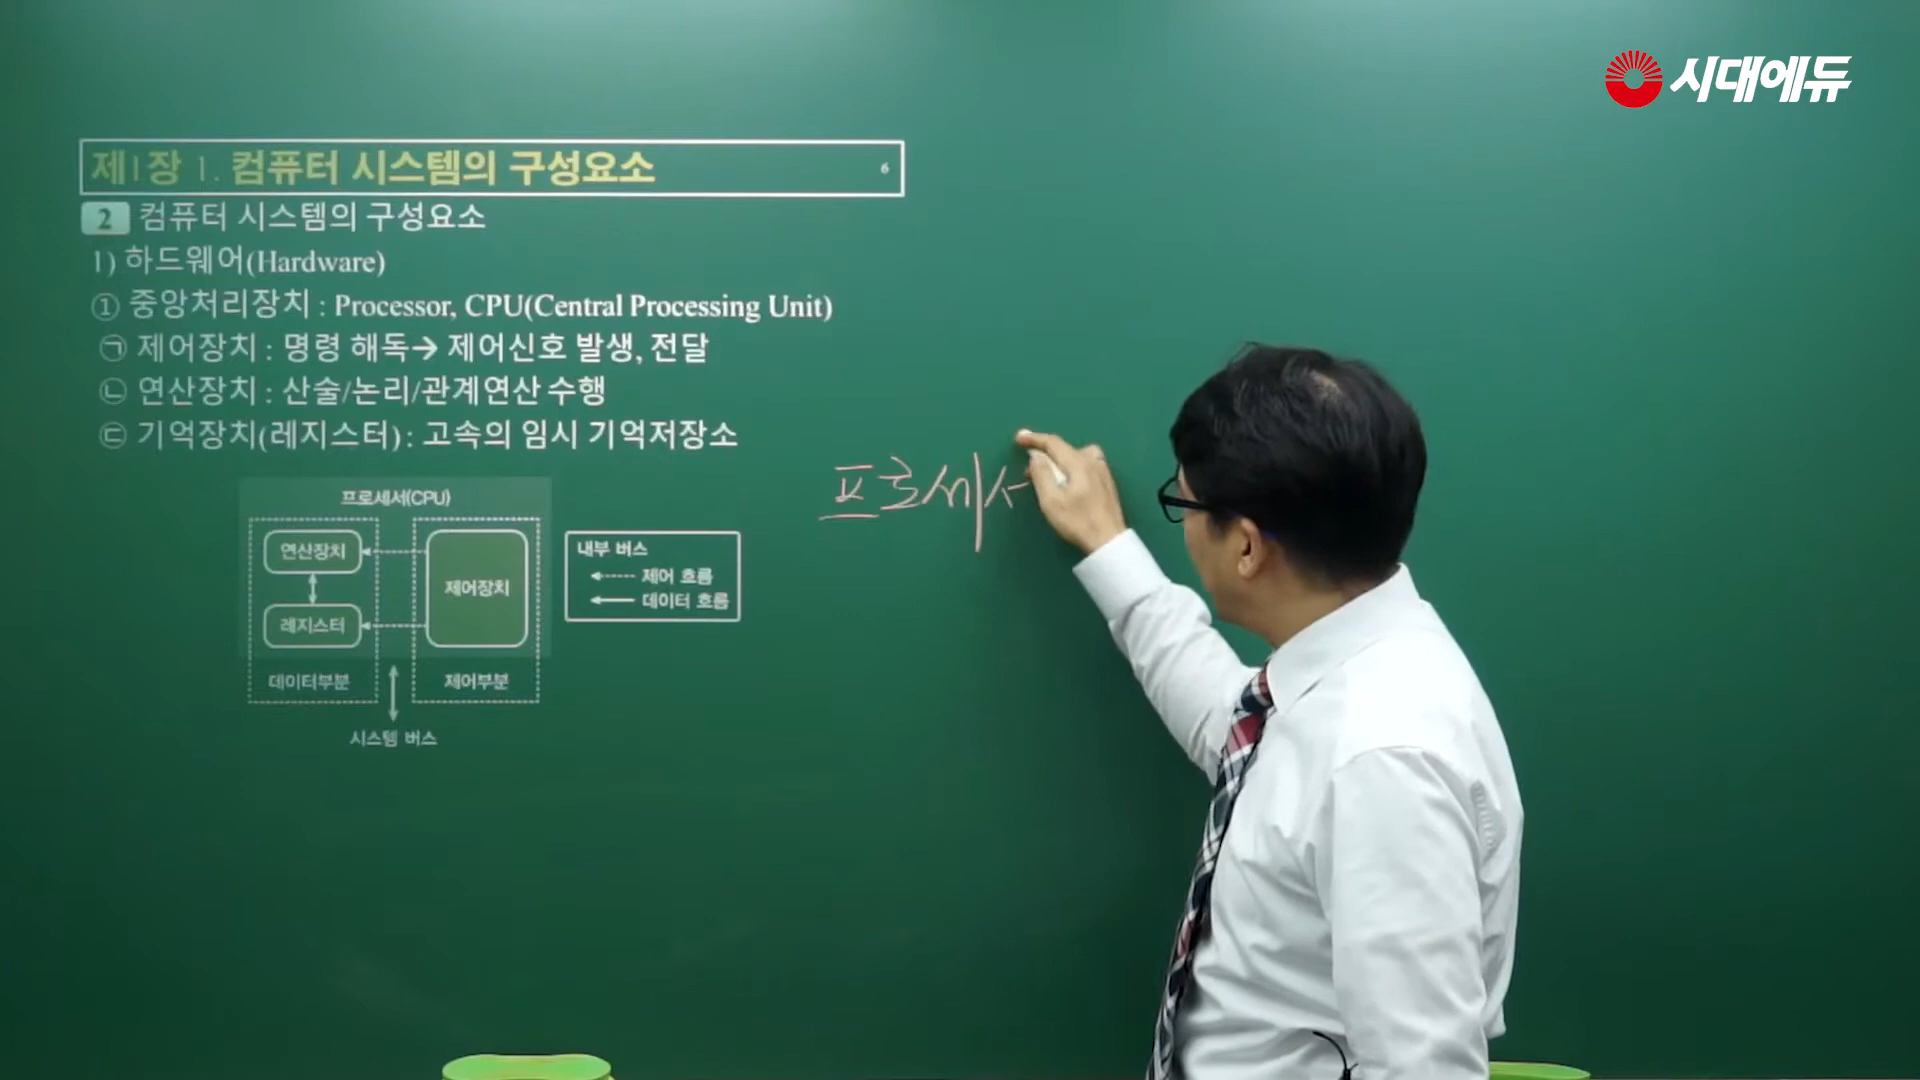 시대에듀
제1장 1. 컴퓨터 시스템의 구성요소 6
2 컴퓨터 시스템의 구성요소
1) 하드웨어(Hardware)
① 중앙처리장치 : Processor, CPU(Central Processing Unit)
㉠ 제어장치 : 명령 해독→ 제어신호 발생, 전달
㉡ 연산장치 : 산술/논리/관계연산 수행
㉢ 기억장치(레지스터) : 고속의 임시 기억저장소
프로세서
프로세서(CPU)
연산장치
제어장치
레지스터
데이터부분
제어부분
시스템 버스
내부 버스
제어 흐름
데이터 흐름